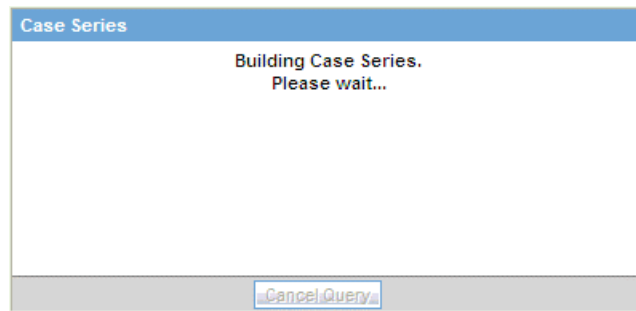 Case Series
Building Case Series.
Please wait...
Cancel Query